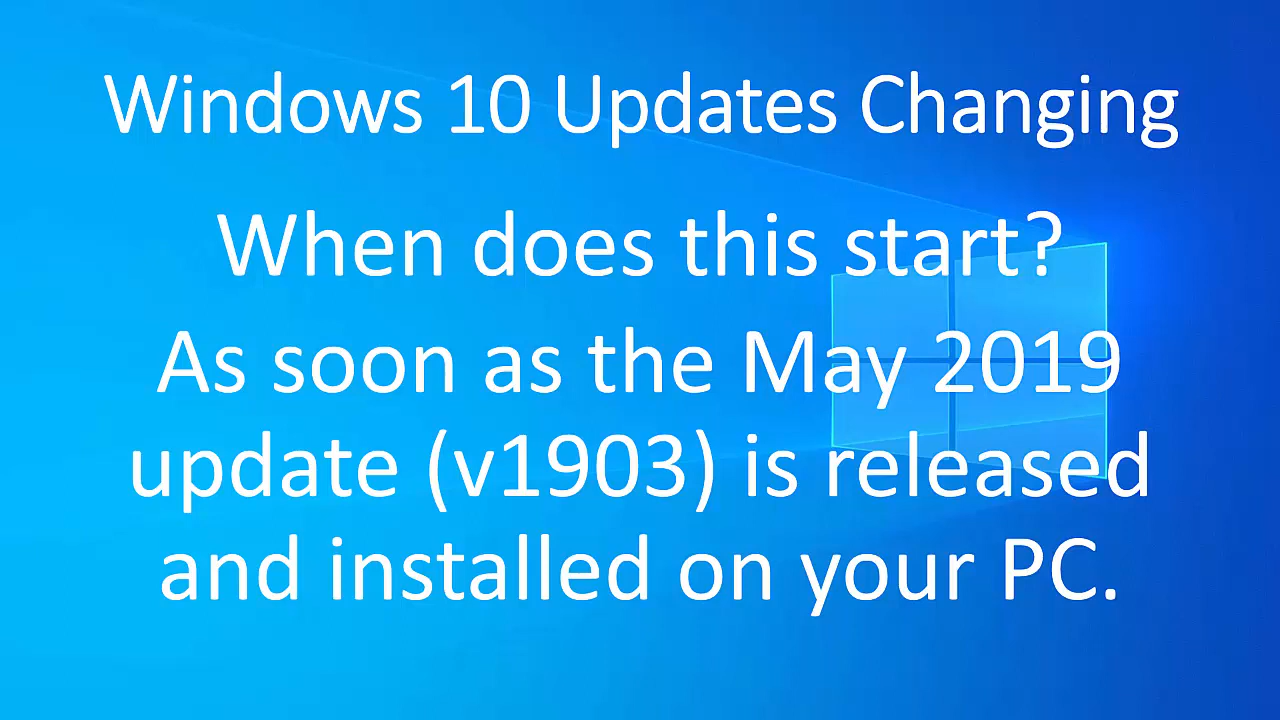 Windows 10 Updates Changing
When does this start?
As soon as the May 2019
update (v1903) is released
and installed on your PC.